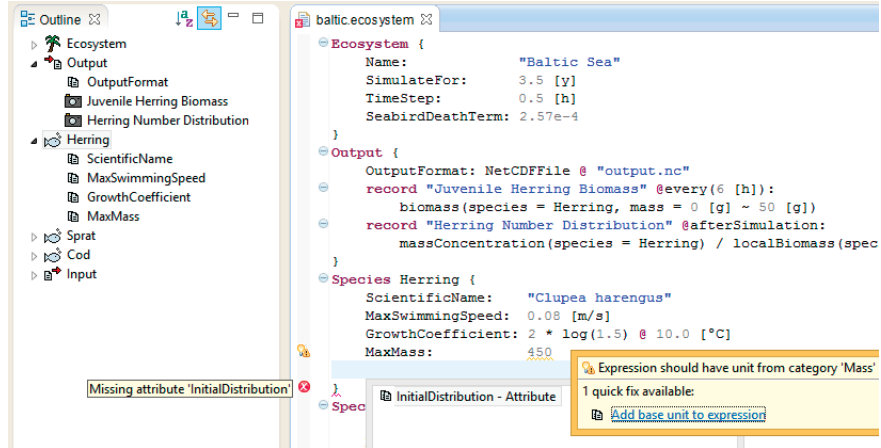 Outline
Ecosystem
Output
OutputFormat
Juvenile Herring Biomass
Herring Number Distribution
Herring
ScientificName
MaxSwimmingSpeed
GrowthCoefficient
MaxMass
Sprat
Cod
Input
Missing attribute 'InitialDistribution'
baltic.ecosystem
Ecosystem {
Name: "Baltic Sea"
SimulateFor: 3.5 [y]
TimeStep: 0.5 [h]
SeabirdDeathTerm: 2.57e-4
}
Output {
OutputFormat: NetCDFFile @ "output.nc"
record "Juvenile Herring Biomass" @every(6 [h]):
biomass(species = Herring, mass = 0 [g] ~ 50 [g])
record "Herring Number Distribution" @afterSimulation:
massConcentration(species = Herring) / localBiomass(spec
}
Species Herring {
ScientificName: "Clupea harengus"
MaxSwimmingSpeed: 0.08 [m/s]
GrowthCoefficient: 2 * log(1.5) @ 10.0 [°C]
MaxMass: 450
}
Spec
InitialDistribution - Attribute
Expression should have unit from category 'Mass'
1 quick fix available:
Add base unit to expression